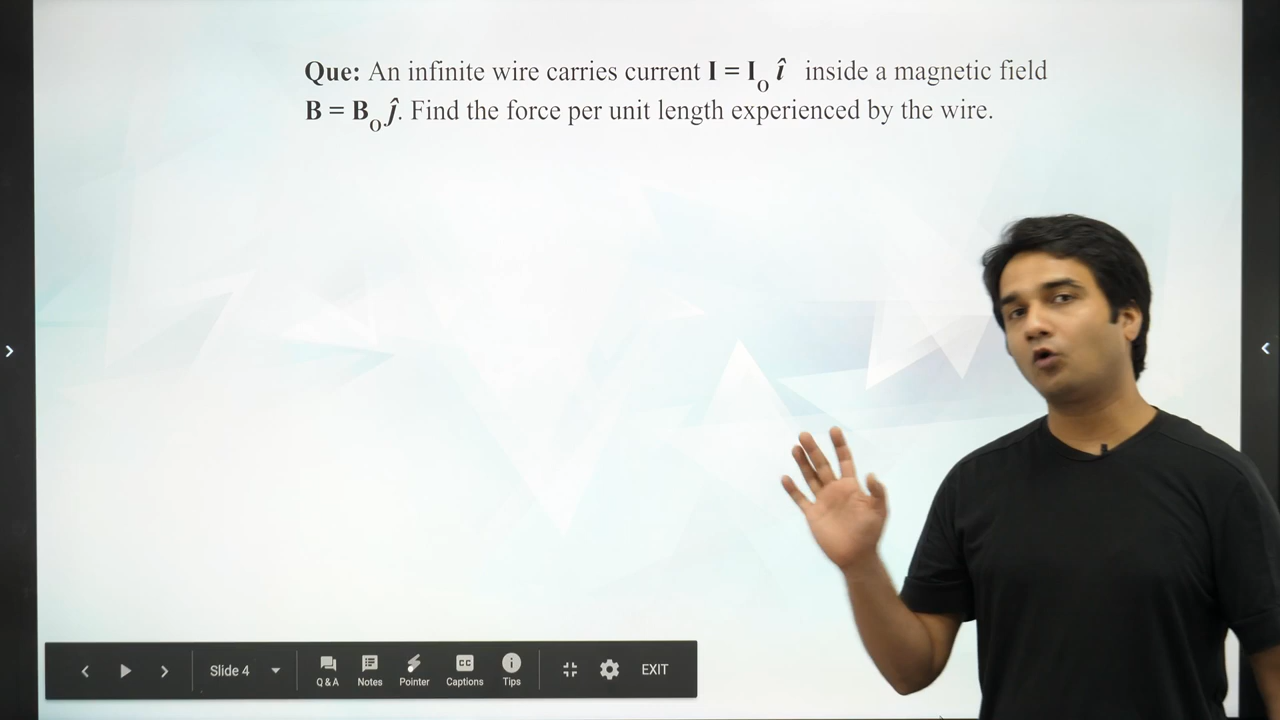 Que: An infinite wire carries current I = I₀ î inside a magnetic field
B = B₀ ĵ. Find the force per unit length experienced by the wire.
Slide 4
Q & A
Notes
Pointer
CC
Captions
Tips
EXIT